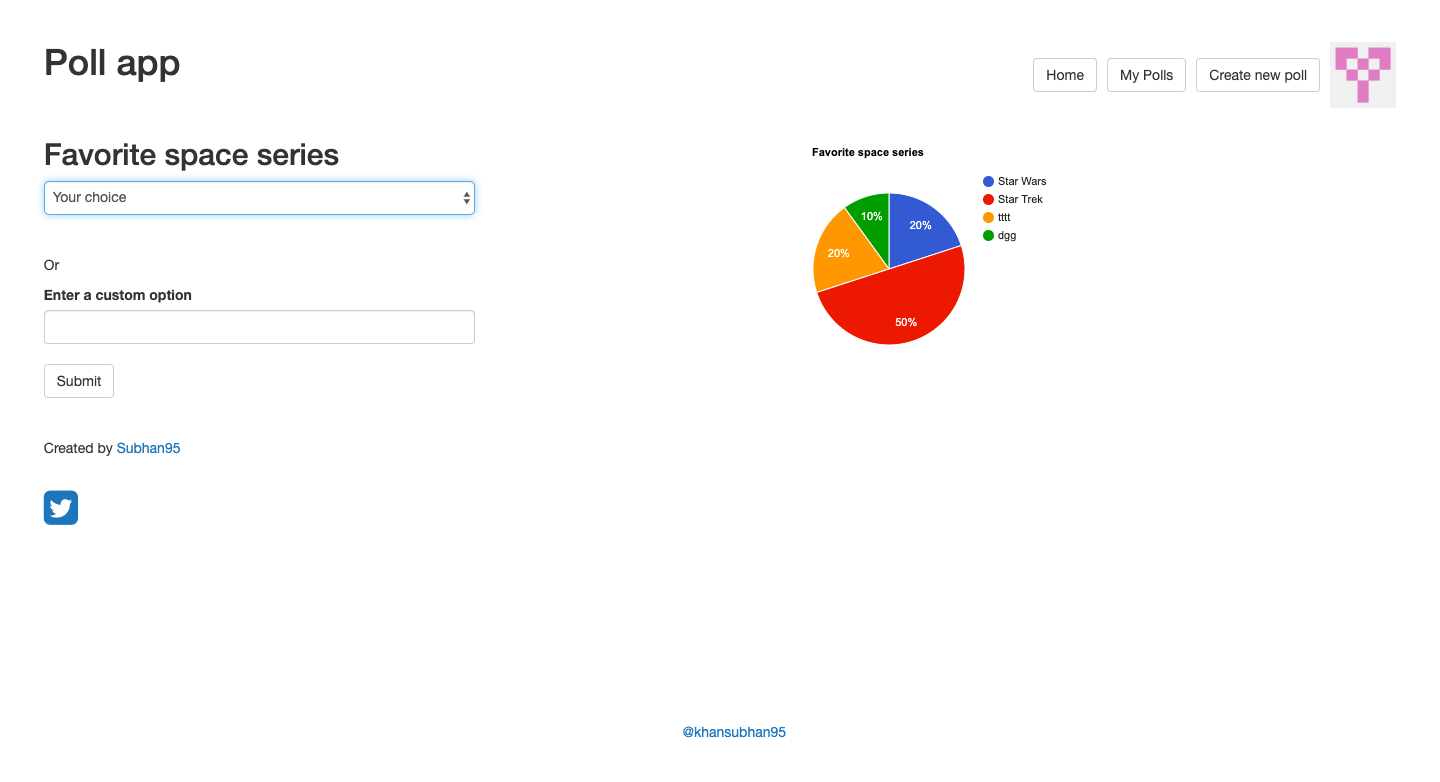 Poll app
Home
My Polls
Create new poll
Favorite space series
Your choice
Or
Enter a custom option
Submit
Created by Subhan95
Favorite space series
Star Wars
Star Trek
tttt
dgg
10%
20%
20%
50%
@khansubhan95